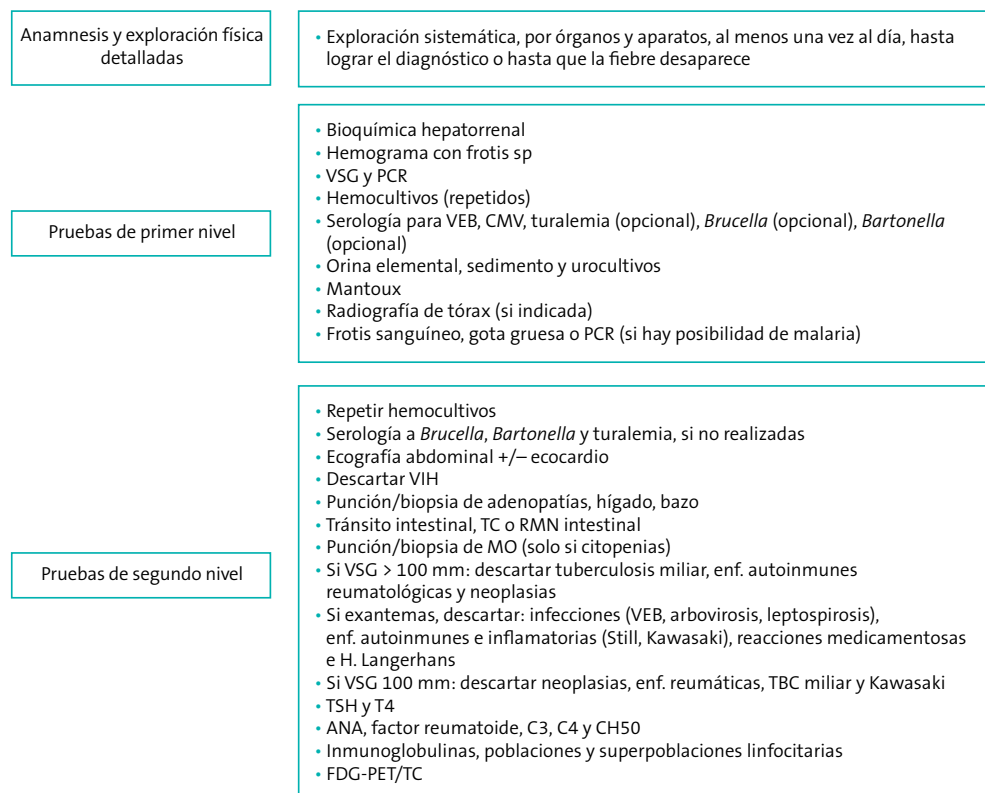 Anamnesis y exploración física
detalladas
• Exploración sistemática, por órganos y aparatos, al menos una vez al día, hasta
lograr el diagnóstico o hasta que la fiebre desaparece
Pruebas de primer nivel
• Bioquímica hepatorrenal
• Hemograma con frotis sp
• VSG y PCR
• Hemocultivos (repetidos)
• Serología para VEB, CMV, turalemia (opcional), Brucella (opcional), Bartonella
(opcional)
• Orina elemental, sedimento y urocultivos
• Mantoux
• Radiografía de tórax (si indicada)
• Frotis sanguíneo, gota gruesa o PCR (si hay posibilidad de malaria)
Pruebas de segundo nivel
• Repetir hemocultivos
• Serología a Brucella, Bartonella y turalemia, si no realizadas
• Ecografía abdominal +/– ecocardio
• Descartar VIH
• Punción/biopsia de adenopatías, hígado, bazo
• Tránsito intestinal, TC o RMN intestinal
• Punción/biopsia de MO (solo si citopenias)
• Si VSG > 100 mm: descartar tuberculosis miliar, enf. autoinmunes
reumatológicas y neoplasias
• Si exantemas, descartar: infecciones (VEB, arbovirosis, leptospirosis),
enf. autoinmunes e inflamatorias (Still, Kawasaki), reacciones medicamentosas
e H. Langerhans
• Si VSG 100 mm: descartar neoplasias, enf. reumáticas, TBC miliar y Kawasaki
• TSH y T4
• ANA, factor reumatoide, C3, C4 y CH50
• Inmunoglobulinas, poblaciones y superpoblaciones linfocitarias
• FDG-PET/TC